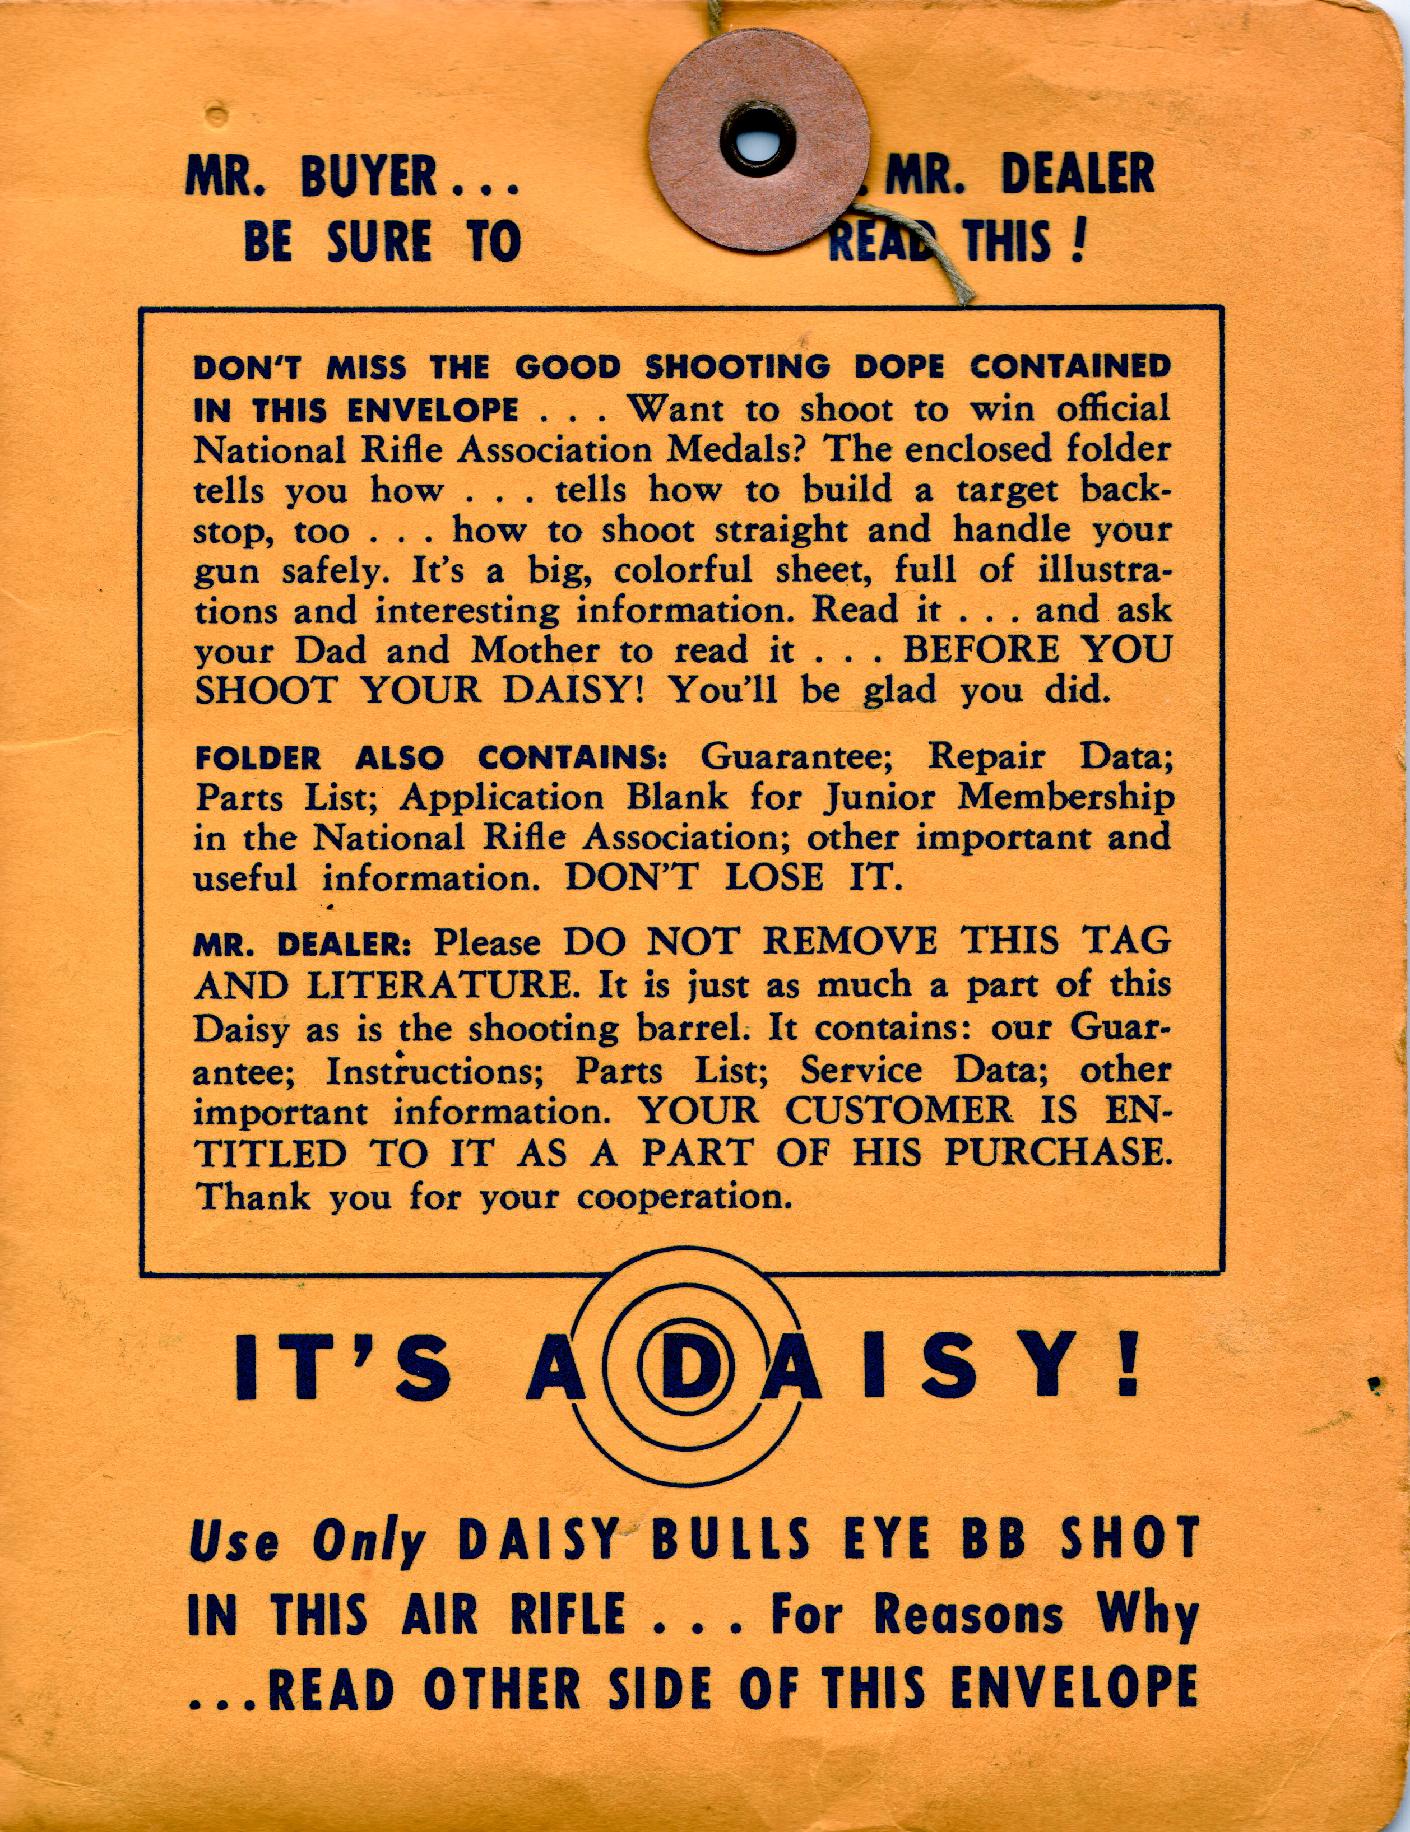 MR. BUYER... . MR. DEALER
BE SURE TO READ THIS!
DON'T MISS THE GOOD SHOOTING DOPE CONTAINED
IN THIS ENVELOPE . . . Want to shoot to win official
National Rifle Association Medals? The enclosed folder
tells you how . . . tells how to build a target back-
stop, too . . . how to shoot straight and handle your
gun safely. It's a big, colorful sheet, full of illustra-
tions and interesting information. Read it . . . and ask
your Dad and Mother to read it . . . BEFORE YOU
SHOOT YOUR DAISY! You'll be glad you did.
FOLDER ALSO CONTAINS: Guarantee; Repair Data;
Parts List; Application Blank for Junior Membership
in the National Rifle Association; other important and
useful information. DON'T LOSE IT.
MR. DEALER: Please DO NOT REMOVE THIS TAG
AND LITERATURE. It is just as much a part of this
Daisy as is the shooting barrel. It contains: our Guar-
antee; Instructions; Parts List; Service Data; other
important information. YOUR CUSTOMER IS EN-
TITLED TO IT AS A PART OF HIS PURCHASE.
Thank you for your cooperation.
IT'S A DAISY!
Use Only DAISY BULLS EYE BB SHOT
IN THIS AIR RIFLE . . . For Reasons Why
...READ OTHER SIDE OF THIS ENVELOPE